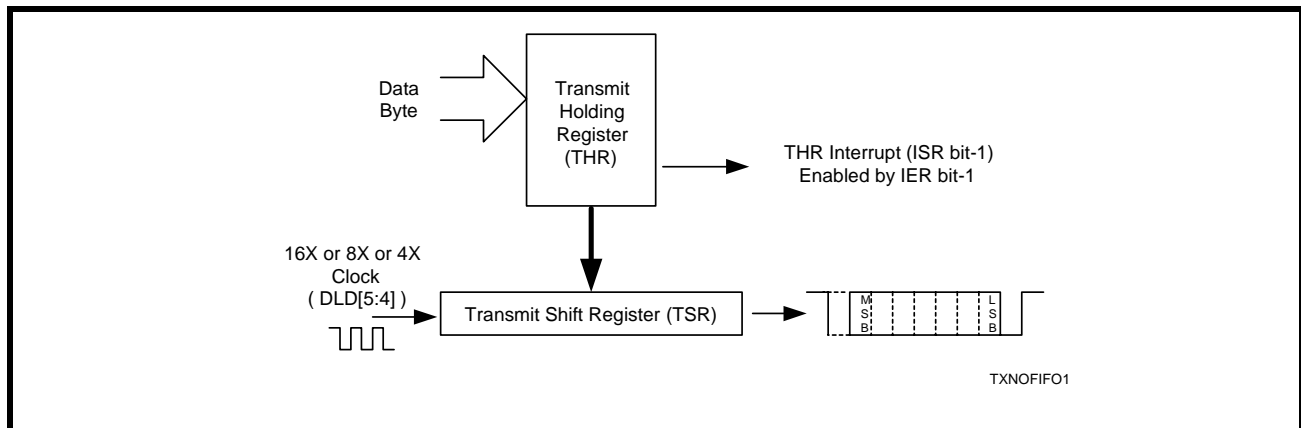 Data
Byte
Transmit
Holding
Register
(THR)
THR Interrupt (ISR bit-1)
Enabled by IER bit-1
16X or 8X or 4X
Clock
( DLD[5:4] )
Transmit Shift Register (TSR)
M
S
B
L
S
B
TXNOFIFO1